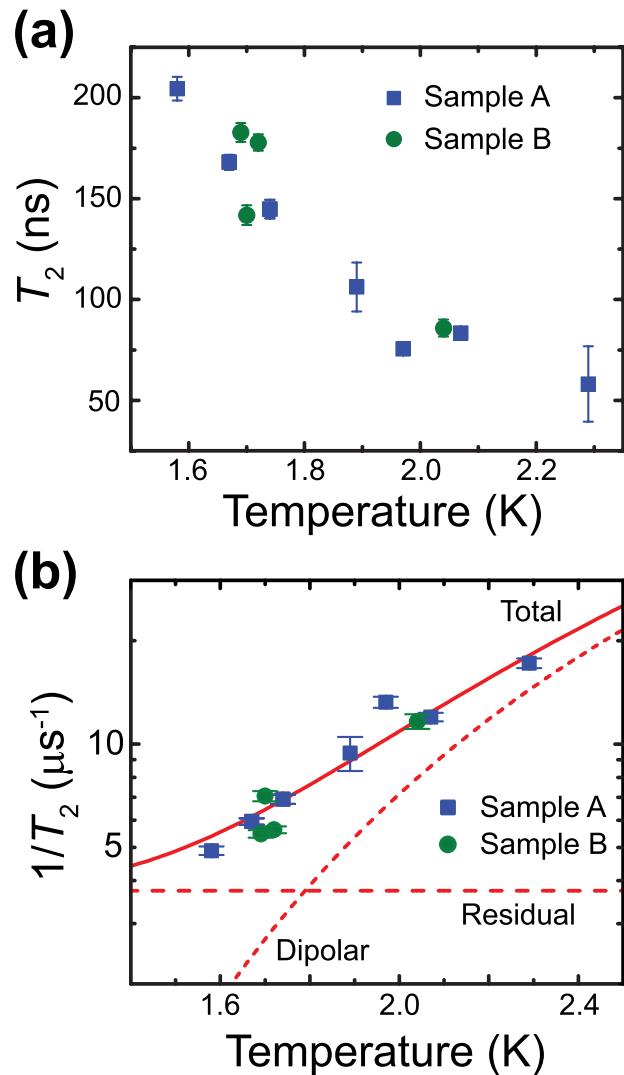 (a)
200
150
100
50
T₂ (ns)
Sample A
Sample B
1.6 1.8 2.0 2.2
Temperature (K)
(b)
10
5
1/T₂ (μs⁻¹)
Total
Sample A
Sample B
Residual
Dipolar
1.6 2.0 2.4
Temperature (K)